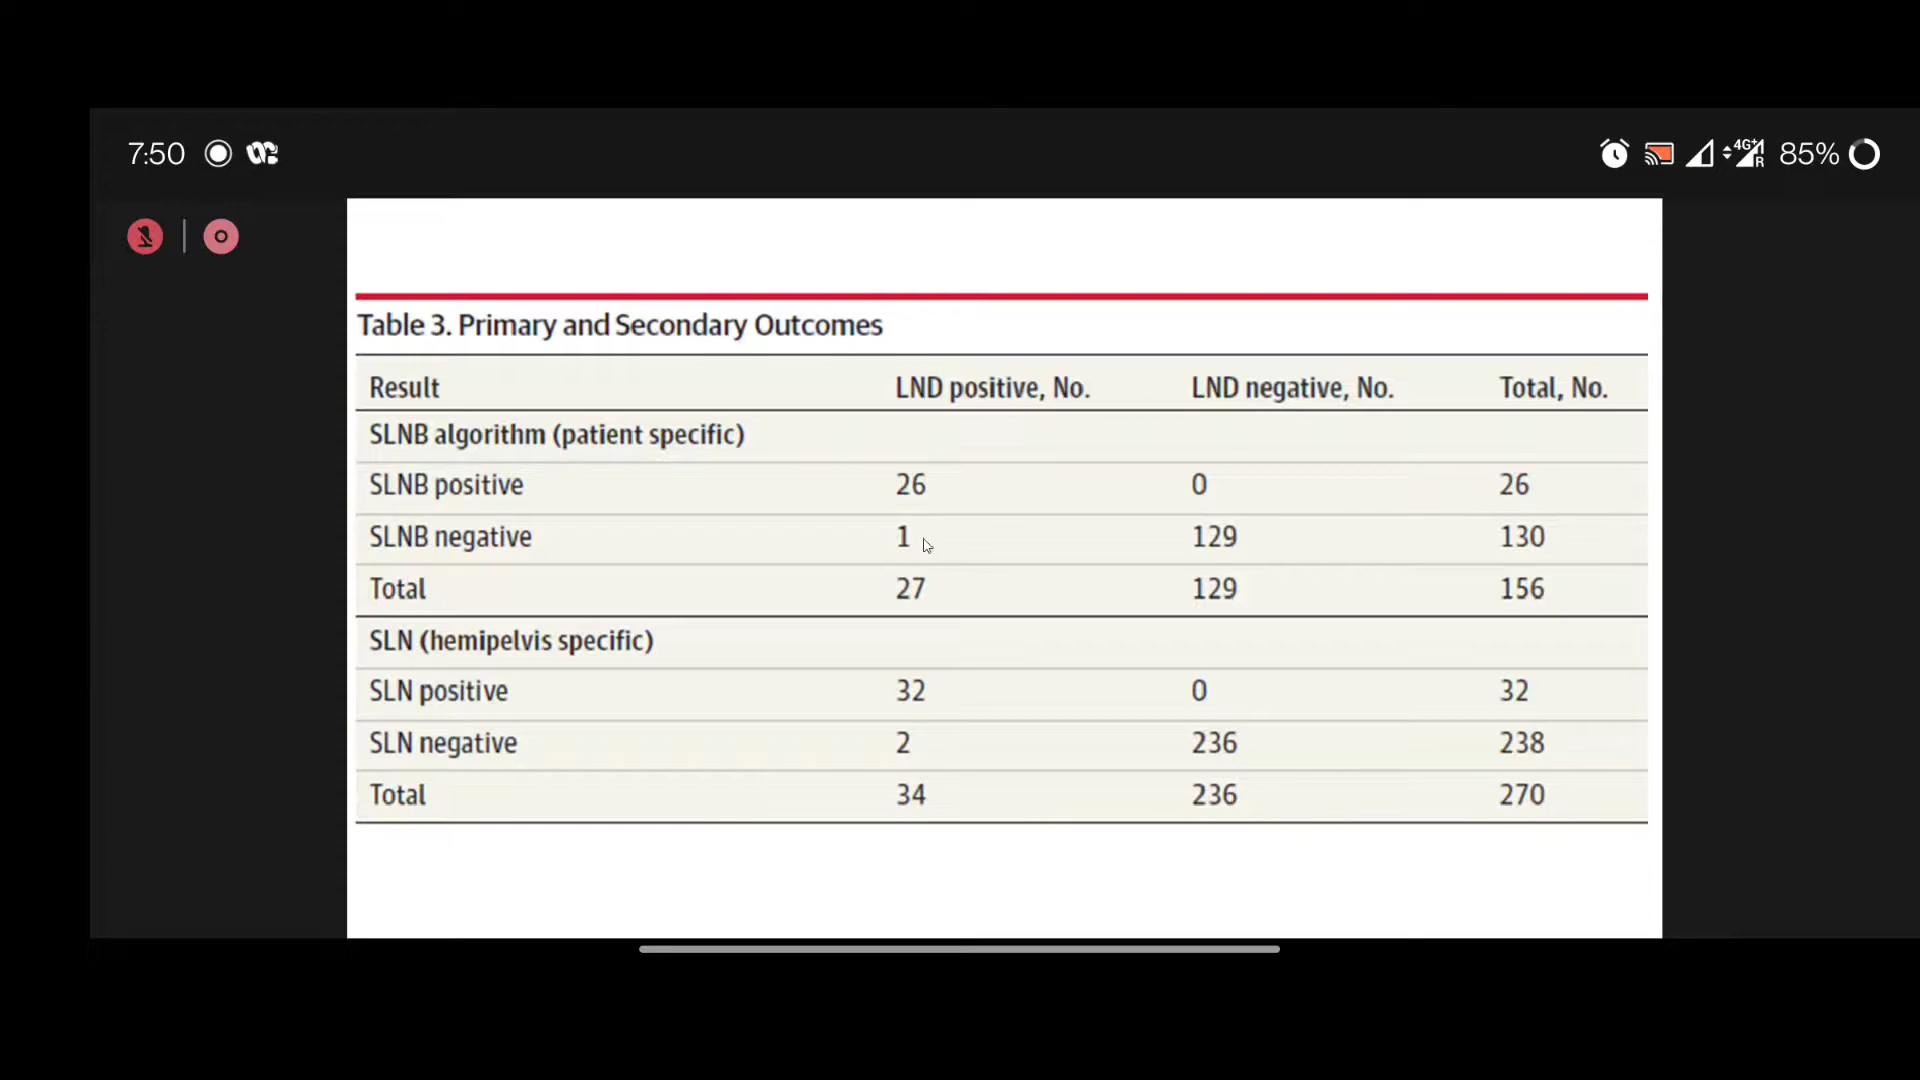 7:50
4G+
R
85%
Table 3. Primary and Secondary Outcomes
Result LND positive, No. LND negative, No. Total, No.
SLNB algorithm (patient specific)
SLNB positive 26 0 26
SLNB negative 1 129 130
Total 27 129 156
SLN (hemipelvis specific)
SLN positive 32 0 32
SLN negative 2 236 238
Total 34 236 270